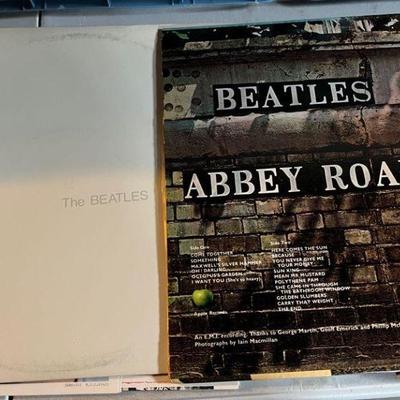 The BEATLES
BEATLES
ABBEY ROA
Side One
COME TOGETHER
SOMETHING
MAXWELL'S SILVER HAMMER
OH! DARLING
OCTOPUS'S GARDEN
I WANT YOU (She's so heavy)
Side Two
HERE COMES THE SUN
BECAUSE
YOU NEVER GIVE ME
YOUR MONEY
SUN KING
MEAN MR. MUSTARD
POLYTHENE PAM
SHE CAME IN THROUGH
THE BATHROOM WINDOW
GOLDEN SLUMBERS
CARRY THAT WEIGHT
THE END
Apple Records
An E.M.I. recording. Thanks to George Martin, Geoff Emerick and Phillip Mc
Photographs by Iain Macmillan